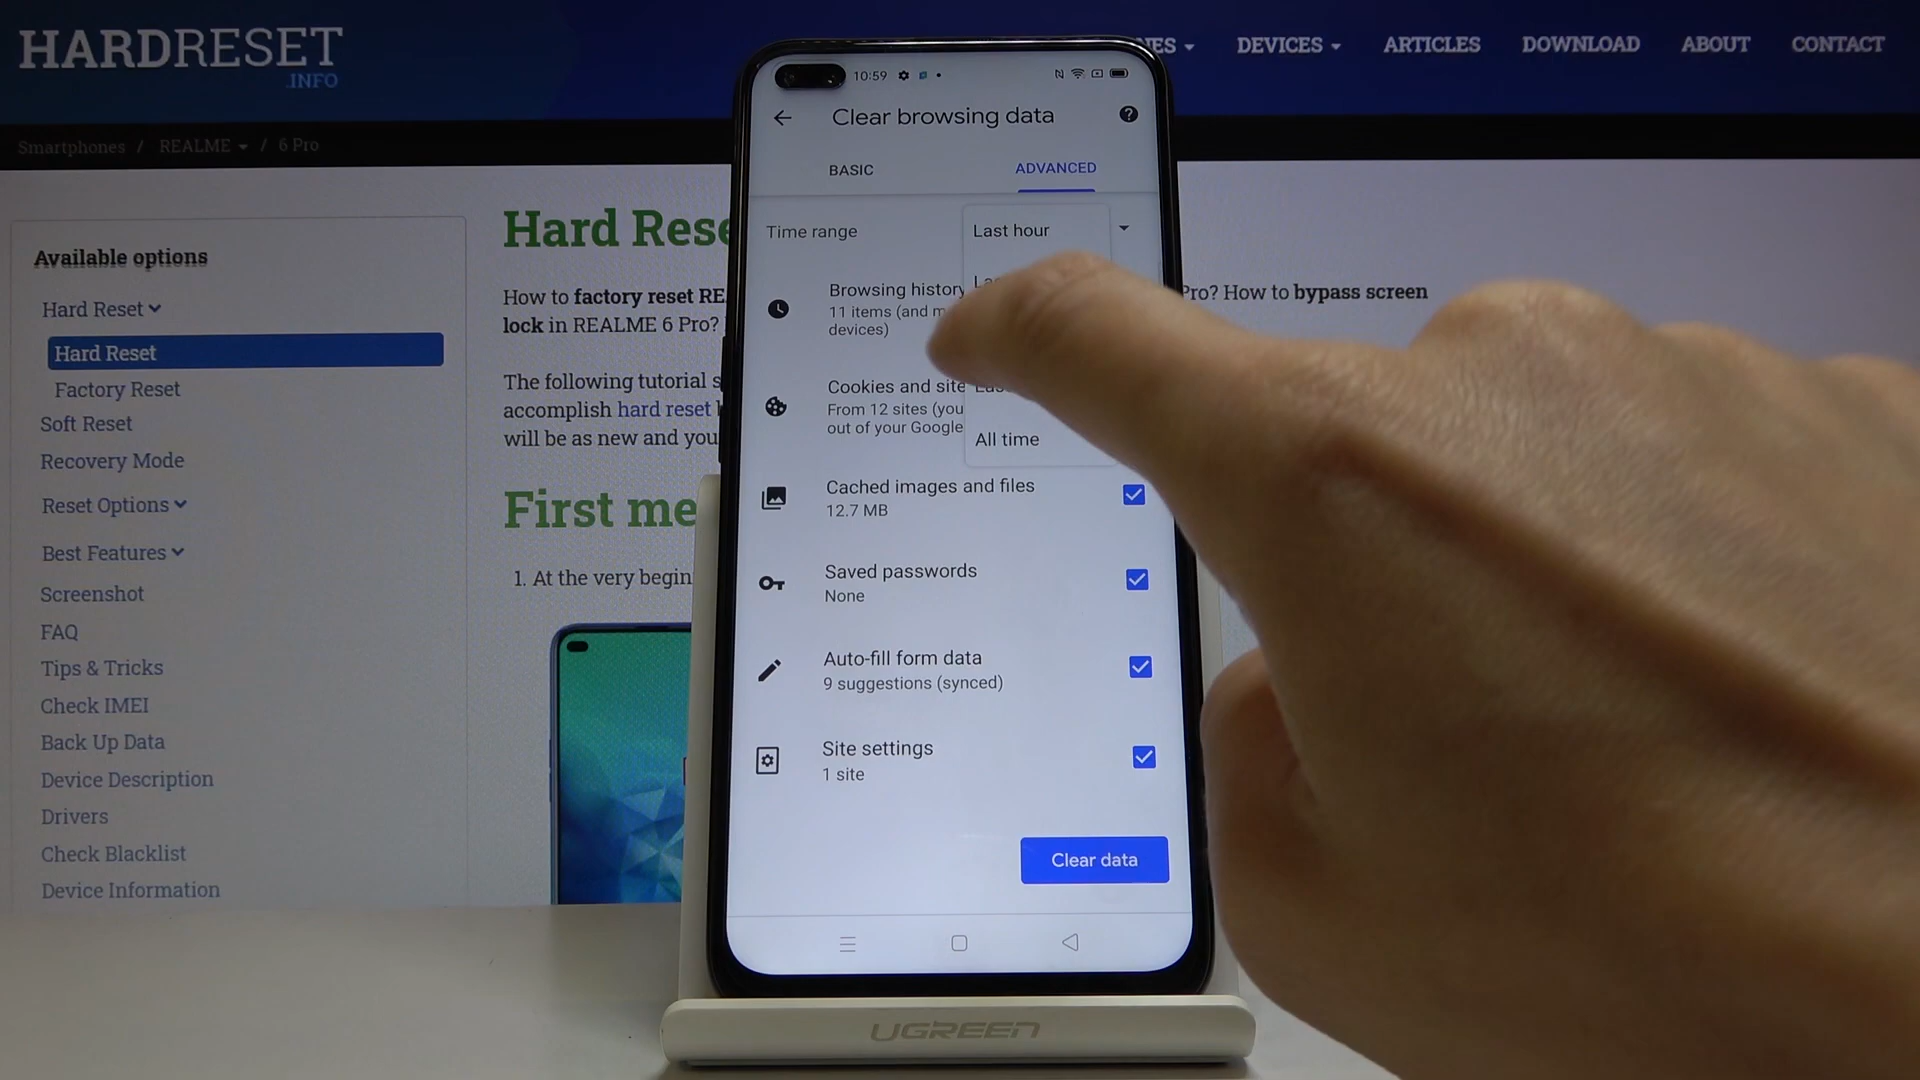 HARDRESET
.INFO
DEVICES
ARTICLES
DOWNLOAD
ABOUT
CONTACT
Smartphones / REALME / 6 Pro
Available options
Hard Reset
Hard Reset
Factory Reset
Soft Reset
Recovery Mode
Reset Options
Best Features
Screenshot
FAQ
Tips & Tricks
Check IMEI
Back Up Data
Device Description
Drivers
Check Blacklist
Device Information
Hard Rese
How to factory reset RE
Pro? How to bypass screen
lock in REALME 6 Pro?
The following tutorial s
accomplish hard reset
will be as new and you
First me
1. At the very begin
10:59
Clear browsing data
BASIC
ADVANCED
Time range
Last hour
Browsing history
11 items (and m
devices)
Cookies and site
From 12 sites (you
out of your Google
All time
Cached images and files
12.7 MB
Saved passwords
None
Auto-fill form data
9 suggestions (synced)
Site settings
1 site
Clear data
UGREEN